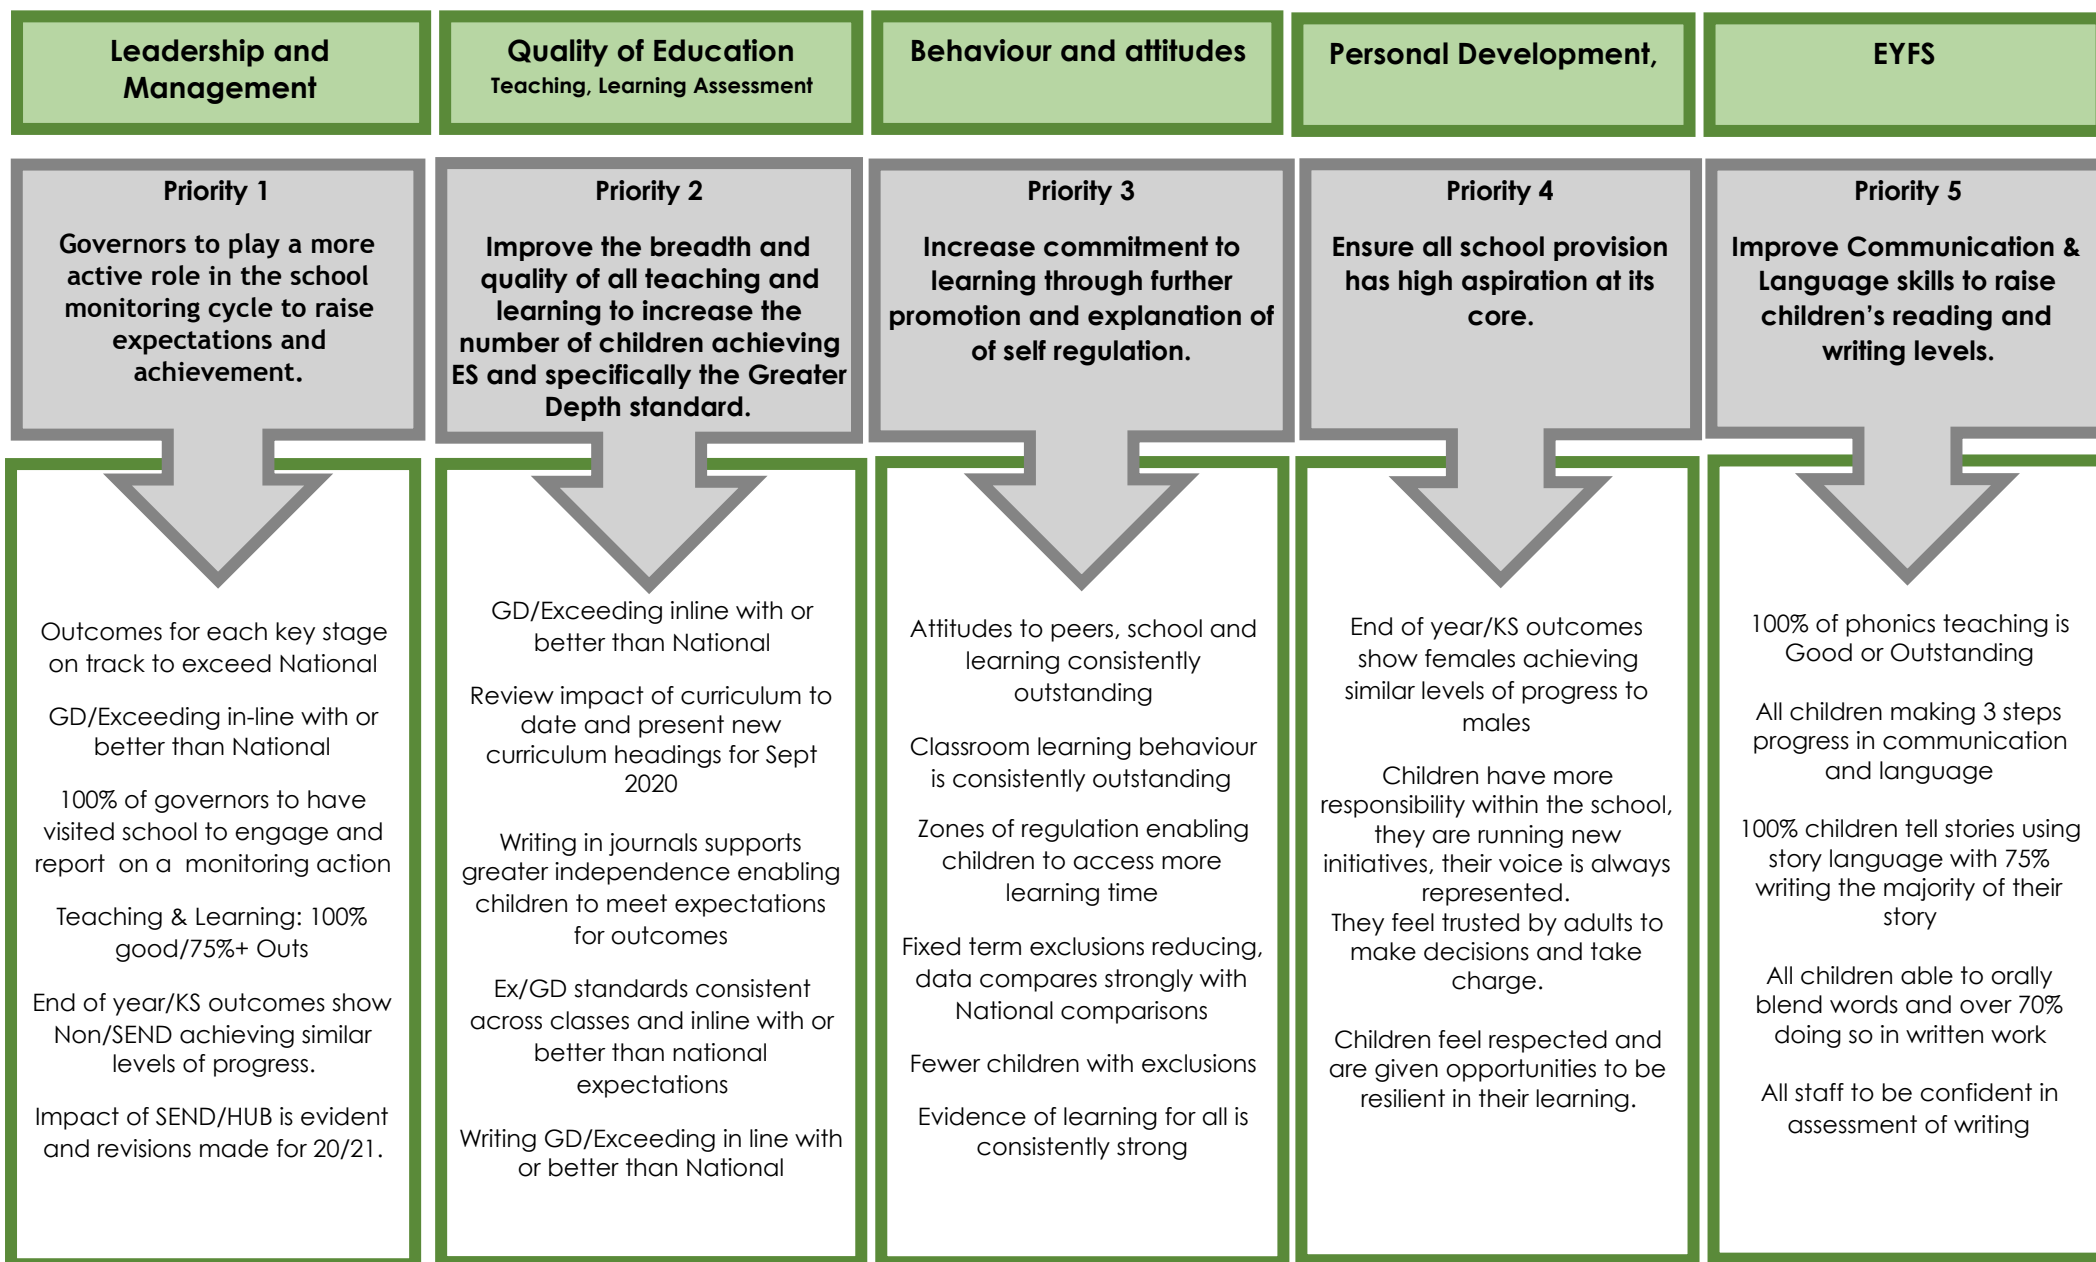 Leadership and
Management
Quality of Education
Teaching, Learning Assessment
Behaviour and attitudes
Personal Development,
EYFS
Priority 1
Governors to play a more
active role in the school
monitoring cycle to raise
expectations and
achievement.
Priority 2
Improve the breadth and
quality of all teaching and
learning to increase the
number of children achieving
ES and specifically the Greater
Depth standard.
Priority 3
Increase commitment to
learning through further
promotion and explanation of
of self regulation.
Priority 4
Ensure all school provision
has high aspiration at its
core.
Priority 5
Improve Communication &
Language skills to raise
children’s reading and
writing levels.
Outcomes for each key stage
on track to exceed National
GD/Exceeding in-line with or
better than National
100% of governors to have
visited school to engage and
report on a monitoring action
Teaching & Learning: 100%
good/75%+ Outs
End of year/KS outcomes show
Non/SEND achieving similar
levels of progress.
Impact of SEND/HUB is evident
and revisions made for 20/21.
GD/Exceeding inline with or
better than National
Review impact of curriculum to
date and present new
curriculum headings for Sept
2020
Writing in journals supports
greater independence enabling
children to meet expectations
for outcomes
Ex/GD standards consistent
across classes and inline with or
better than national
expectations
Writing GD/Exceeding in line with
or better than National
Attitudes to peers, school and
learning consistently
outstanding
Classroom learning behaviour
is consistently outstanding
Zones of regulation enabling
children to access more
learning time
Fixed term exclusions reducing,
data compares strongly with
National comparisons
Fewer children with exclusions
Evidence of learning for all is
consistently strong
End of year/KS outcomes
show females achieving
similar levels of progress to
males
Children have more
responsibility within the school,
they are running new
initiatives, their voice is always
represented.
They feel trusted by adults to
make decisions and take
charge.
Children feel respected and
are given opportunities to be
resilient in their learning.
100% of phonics teaching is
Good or Outstanding
All children making 3 steps
progress in communication
and language
100% children tell stories using
story language with 75%
writing the majority of their
story
All children able to orally
blend words and over 70%
doing so in written work
All staff to be confident in
assessment of writing